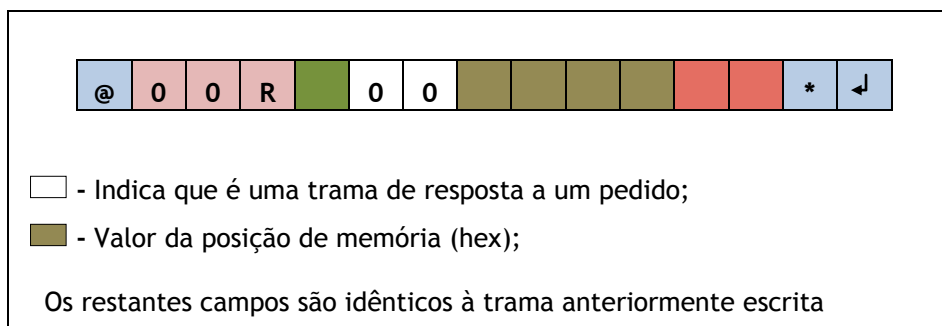 @ 0 0 R 0 0 * ↲
- Indica que é uma trama de resposta a um pedido;
- Valor da posição de memória (hex);
Os restantes campos são idênticos à trama anteriormente escrita